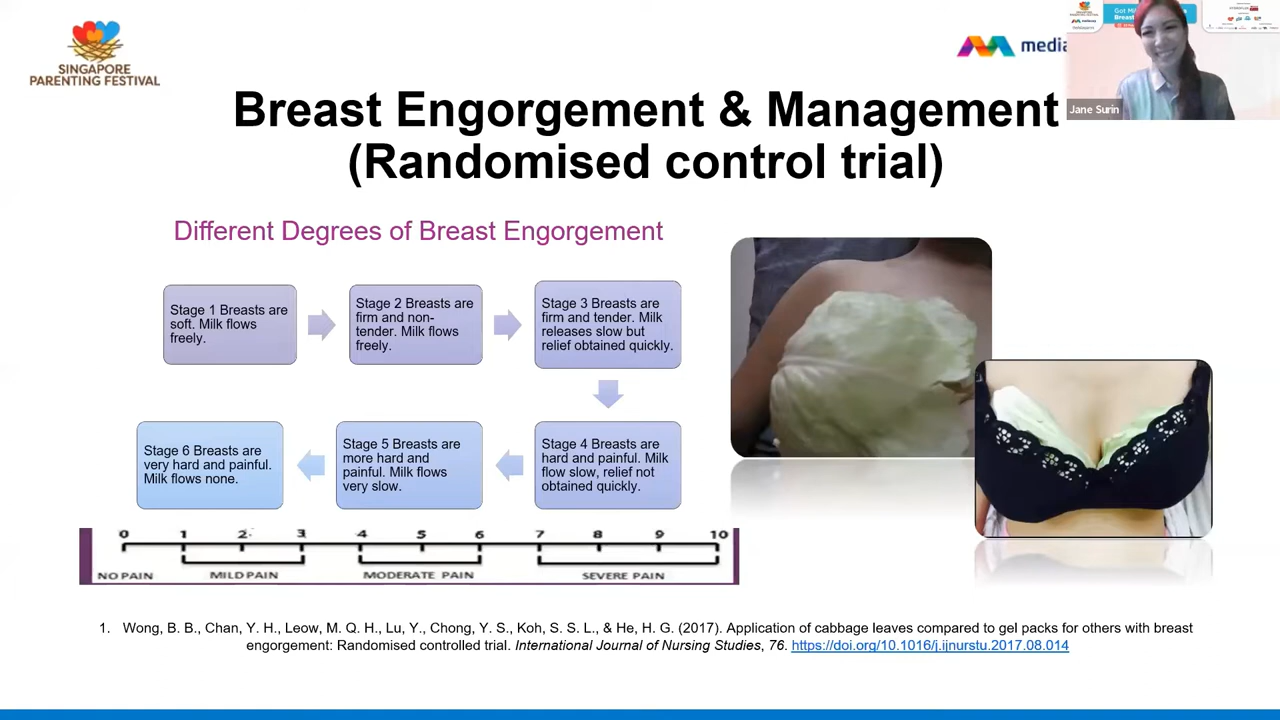 SINGAPORE
PARENTING FESTIVAL
media
Got Mi
Breast
Jane Surin
Breast Engorgement & Management
(Randomised control trial)
Different Degrees of Breast Engorgement
Stage 1 Breasts are
soft. Milk flows
freely.
Stage 2 Breasts are
firm and non-
tender. Milk flows
freely.
Stage 3 Breasts are
firm and tender. Milk
releases slow but
relief obtained quickly.
Stage 4 Breasts are
hard and painful. Milk
flow slow, relief not
obtained quickly.
Stage 5 Breasts are
more hard and
painful. Milk flows
very slow.
Stage 6 Breasts are
very hard and painful.
Milk flows none.
0 1 2 3 4 5 6 7 8 9 10
NO PAIN MILD PAIN MODERATE PAIN SEVERE PAIN
1. Wong, B. B., Chan, Y. H., Leow, M. Q. H., Lu, Y., Chong, Y. S., Koh, S. S. L., & He, H. G. (2017). Application of cabbage leaves compared to gel packs for others with breast
engorgement: Randomised controlled trial. International Journal of Nursing Studies, 76. https://doi.org/10.1016/j.ijnurstu.2017.08.014